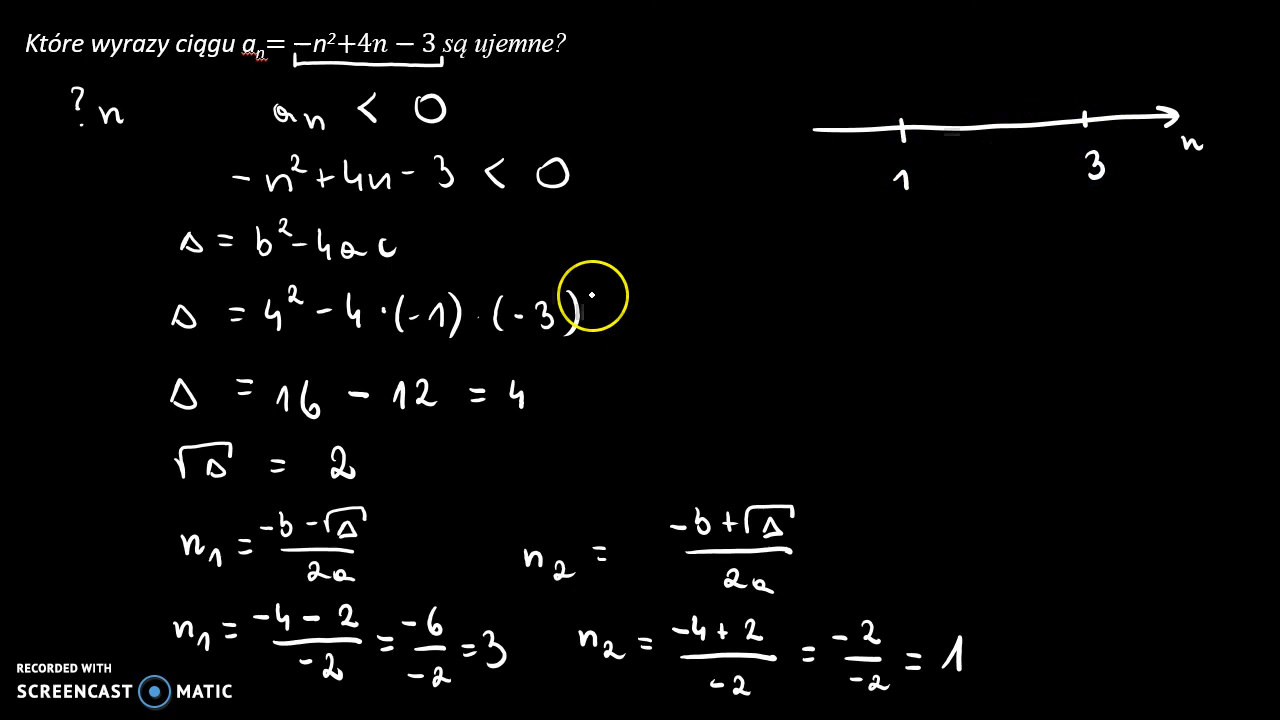 Które wyrazy ciągu aₙ= −n²+4n − 3 są ujemne?
? n
aₙ < 0
-n²+4n-3 < 0
1 3 n
Δ = b²-4ac
Δ = 4² - 4 · (-1) · (-3)
Δ = 16 - 12 = 4
√Δ = 2
n₁ = (-b-√Δ)/2a n₂ = (-b+√Δ)/2a
n₁ = (-4-2)/-2 = -6/-2 = 3 n₂ = (-4+2)/-2 = -2/-2 = 1
RECORDED WITH
SCREENCAST MATIC